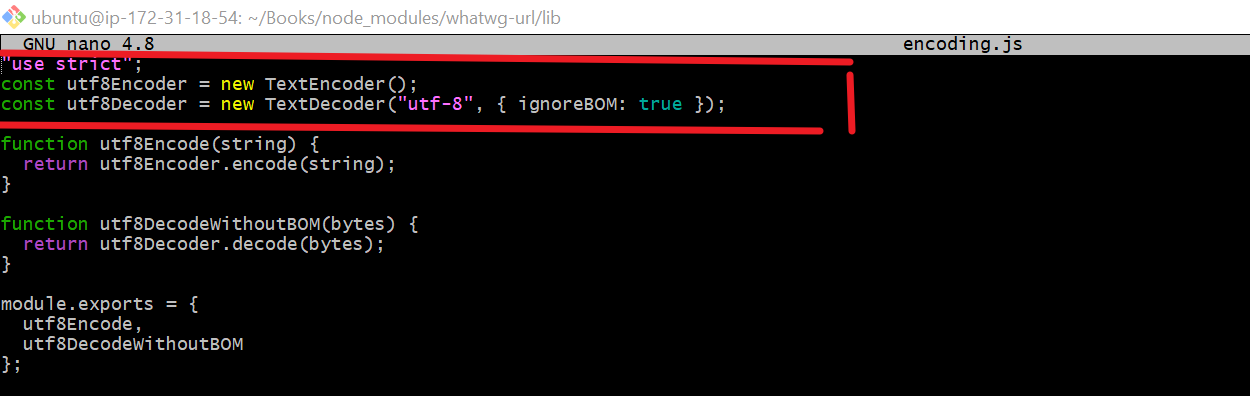 ubuntu@ip-172-31-18-54: ~/Books/node_modules/whatwg-url/lib
GNU nano 4.8 encoding.js
"use strict";
const utf8Encoder = new TextEncoder();
const utf8Decoder = new TextDecoder("utf-8", { ignoreBOM: true });
function utf8Encode(string) {
return utf8Encoder.encode(string);
}
function utf8DecodeWithoutBOM(bytes) {
return utf8Decoder.decode(bytes);
}
module.exports = {
utf8Encode,
utf8DecodeWithoutBOM
};